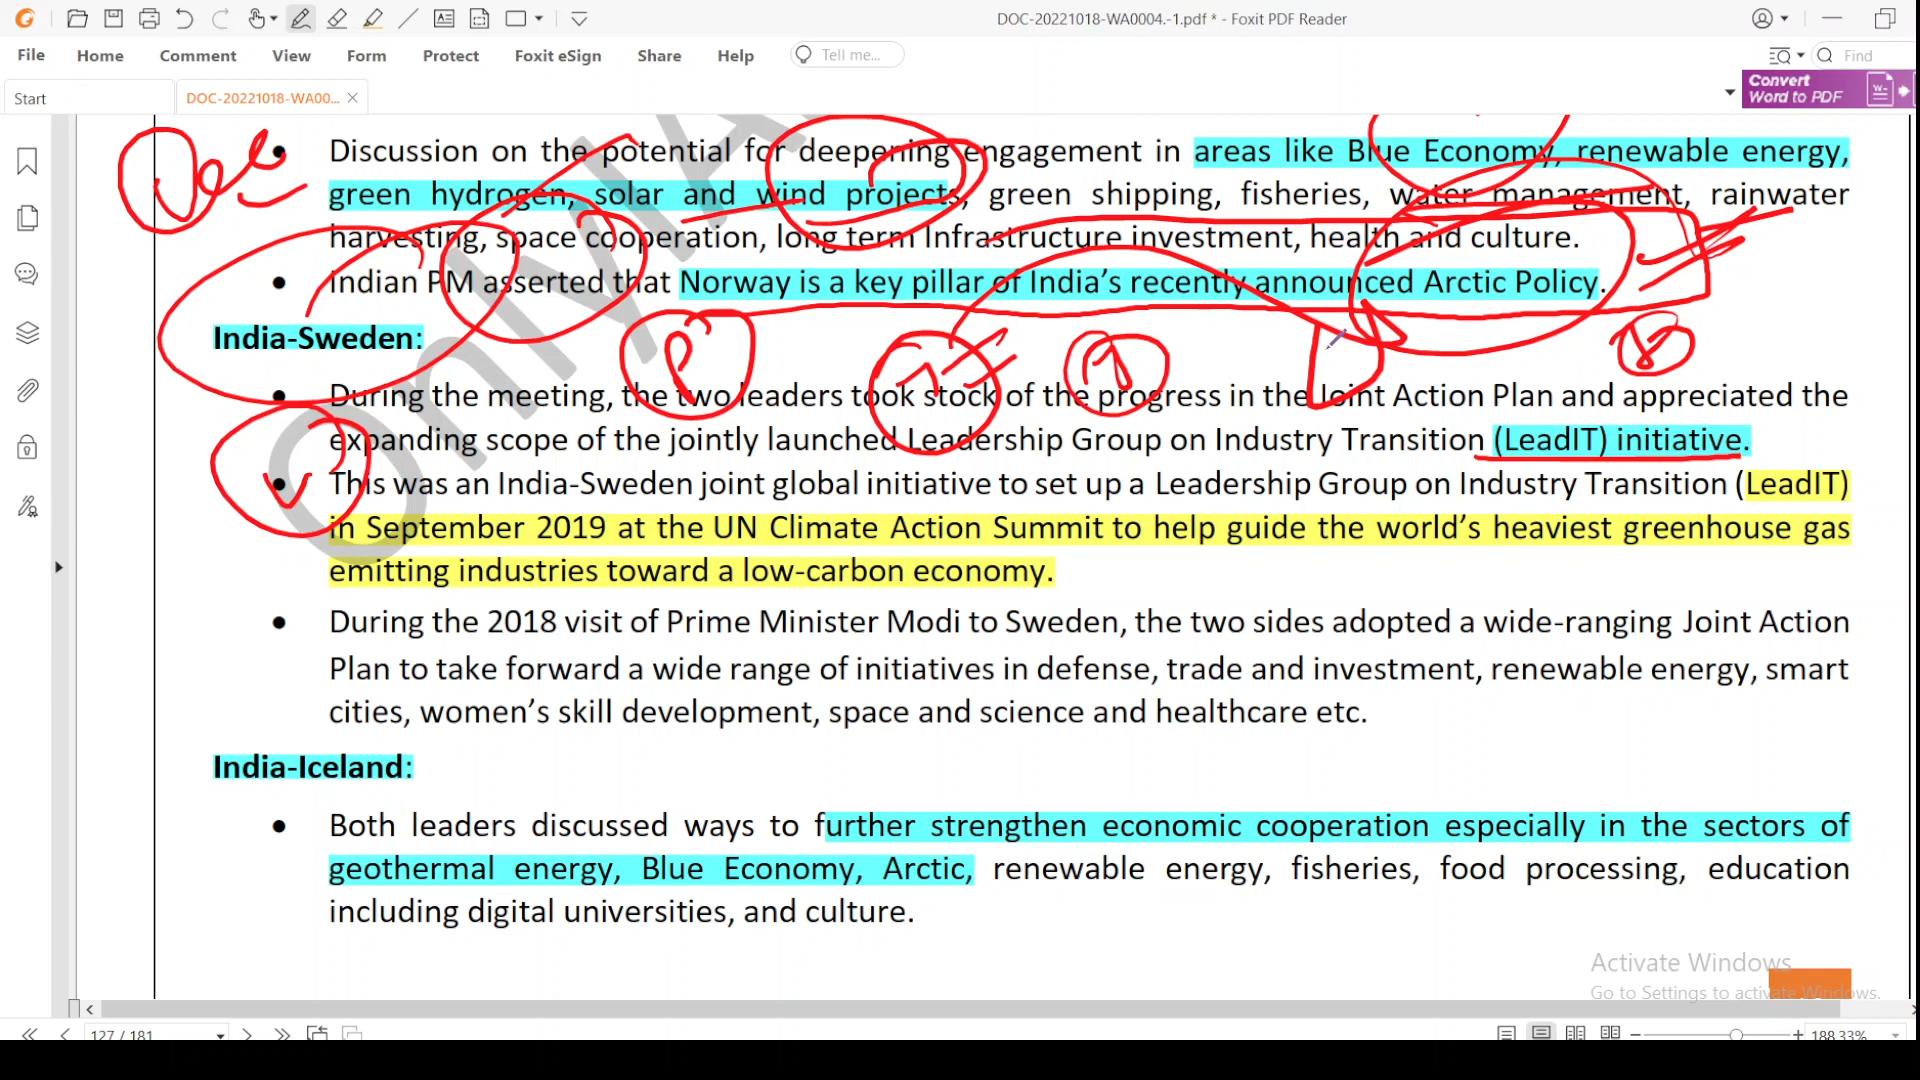 DOC-20221018-WA0004.-1.pdf * - Foxit PDF Reader
File Home Comment View Form Protect Foxit eSign Share Help Tell me... Find
Start DOC-20221018-WA00... Convert
Word to PDF
• Discussion on the potential for deepening engagement in areas like Blue Economy, renewable energy,
green hydrogen, solar and wind projects, green shipping, fisheries, water management, rainwater
harvesting, space cooperation, long term Infrastructure investment, health and culture.
• Indian PM asserted that Norway is a key pillar of India's recently announced Arctic Policy.
India-Sweden:
• During the meeting, the two leaders took stock of the progress in the Joint Action Plan and appreciated the
expanding scope of the jointly launched Leadership Group on Industry Transition (LeadIT) initiative.
• This was an India-Sweden joint global initiative to set up a Leadership Group on Industry Transition (LeadIT)
in September 2019 at the UN Climate Action Summit to help guide the world's heaviest greenhouse gas
emitting industries toward a low-carbon economy.
• During the 2018 visit of Prime Minister Modi to Sweden, the two sides adopted a wide-ranging Joint Action
Plan to take forward a wide range of initiatives in defense, trade and investment, renewable energy, smart
cities, women's skill development, space and science and healthcare etc.
India-Iceland:
• Both leaders discussed ways to further strengthen economic cooperation especially in the sectors of
geothermal energy, Blue Economy, Arctic, renewable energy, fisheries, food processing, education
including digital universities, and culture.
Activate Windows
Go to Settings to activate Windows.
127 / 181 188.33%